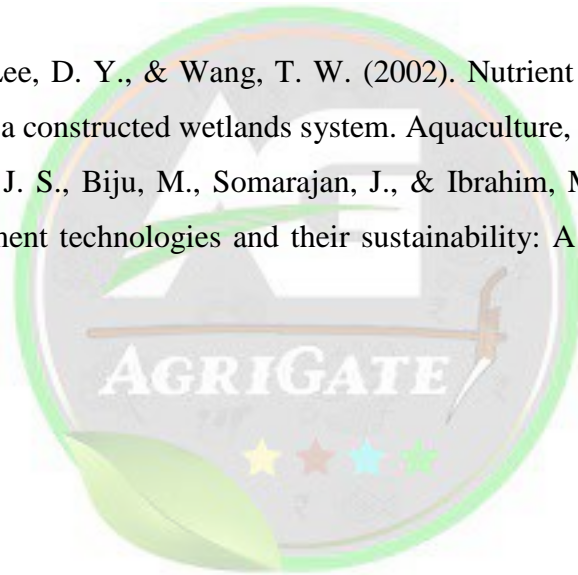 Lee, D. Y., & Wang, T. W. (2002). Nutrient
a constructed wetlands system. Aquaculture,
J. S., Biju, M., Somarajan, J., & Ibrahim, M
ment technologies and their sustainability: A
AGRIGATE